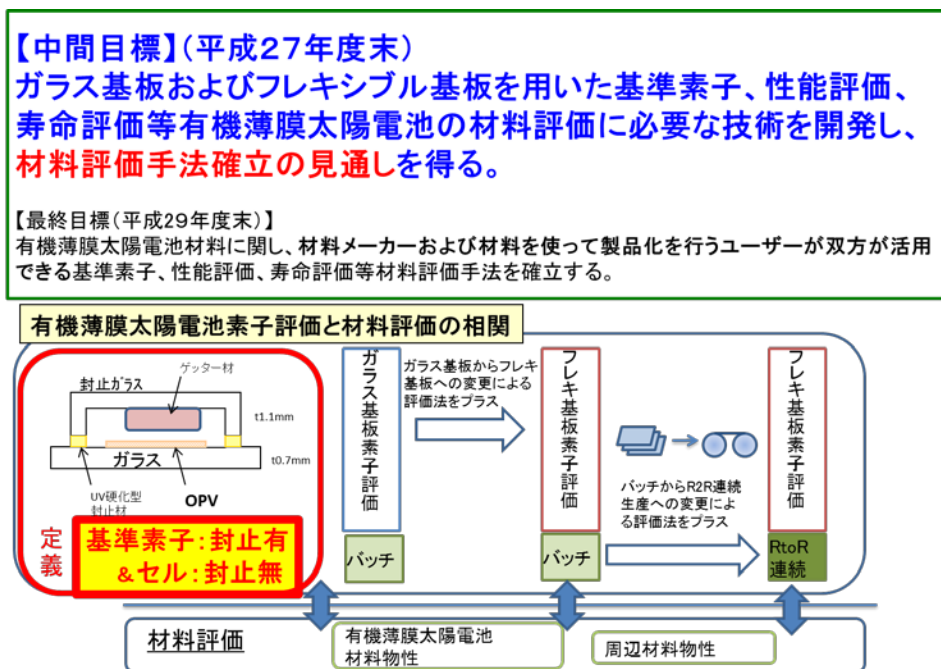 【中間目標】(平成27年度末)
ガラス基板およびフレキシブル基板を用いた基準素子、性能評価、
寿命評価等有機薄膜太陽電池の材料評価に必要な技術を開発し、
材料評価手法確立の見通しを得る。
【最終目標(平成29年度末)】
有機薄膜太陽電池材料に関し、材料メーカーおよび材料を使って製品化を行うユーザーが双方が活用
できる基準素子、性能評価、寿命評価等材料評価手法を確立する。
有機薄膜太陽電池素子評価と材料評価の相関
ゲッター材
封止ガラス
t1.1mm
ガラス
t0.7mm
UV硬化型
封止材
OPV
定義
基準素子:封止有
&セル:封止無
ガラス基板素子評価
バッチ
ガラス基板からフレキ
基板への変更による
評価法をプラス
フレキ基板素子評価
バッチ
バッチからR2R連続
生産への変更によ
る評価法をプラス
フレキ基板素子評価
RtoR
連続
材料評価
有機薄膜太陽電池
材料物性
周辺材料物性